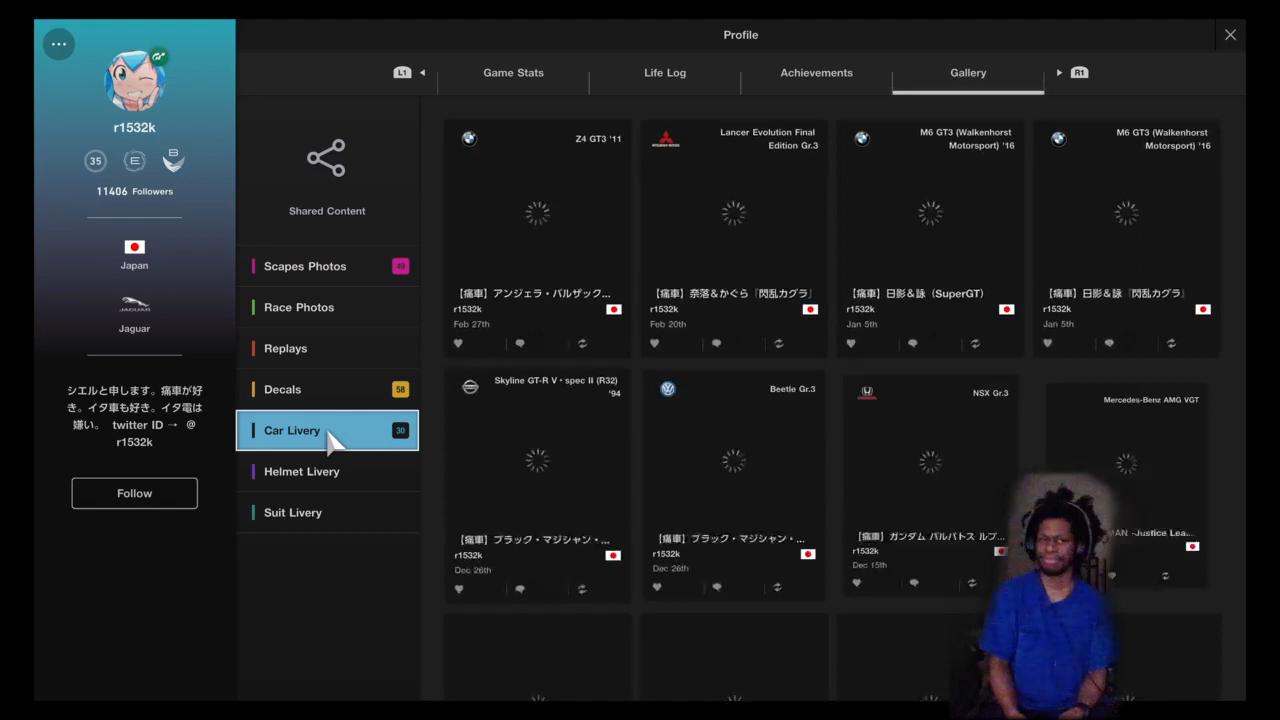 Profile
L1
Game Stats
Life Log
Achievements
Gallery
R1
r1532k
35
E
B
11406 Followers
Japan
JAGUAR
Jaguar
シエルと申します。痛車が好
き。イタ車も好き。イタ電は
嫌い。 twitter ID → @
r1532k
Follow
Shared Content
Scapes Photos 49
Race Photos
Replays
Decals 58
Car Livery 30
Helmet Livery
Suit Livery
Z4 GT3 '11
【痛車】アンジェラ・バルザック...
r1532k
Feb 27th
Lancer Evolution Final
Edition Gr.3
【痛車】奈落&かぐら『閃乱カグラ』
r1532k
Feb 20th
M6 GT3 (Walkenhorst
Motorsport) '16
【痛車】日影&詠（SuperGT）
r1532k
Jan 5th
M6 GT3 (Walkenhorst
Motorsport) '16
【痛車】日影&詠『閃乱カグラ』
r1532k
Jan 5th
Skyline GT-R V・spec II (R32)
'94
【痛車】ブラック・マジシャン・...
r1532k
Dec 26th
Beetle Gr.3
【痛車】ブラック・マジシャン・...
r1532k
Dec 26th
NSX Gr.3
【痛車】ガンダム バルバトス ルプ...
r1532k
Dec 15th
Mercedes-Benz AMG VGT
-Justice Lea...